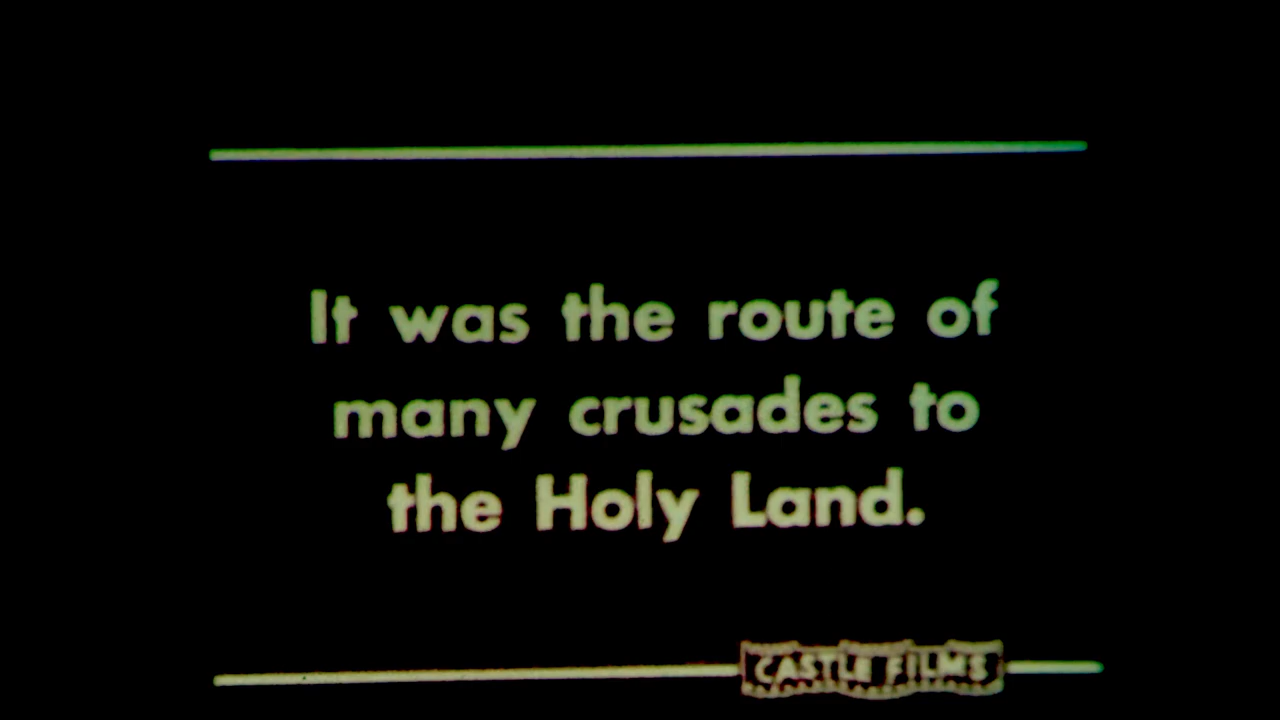 It was the route of
many crusades to
the Holy Land.
CASTLE FILMS